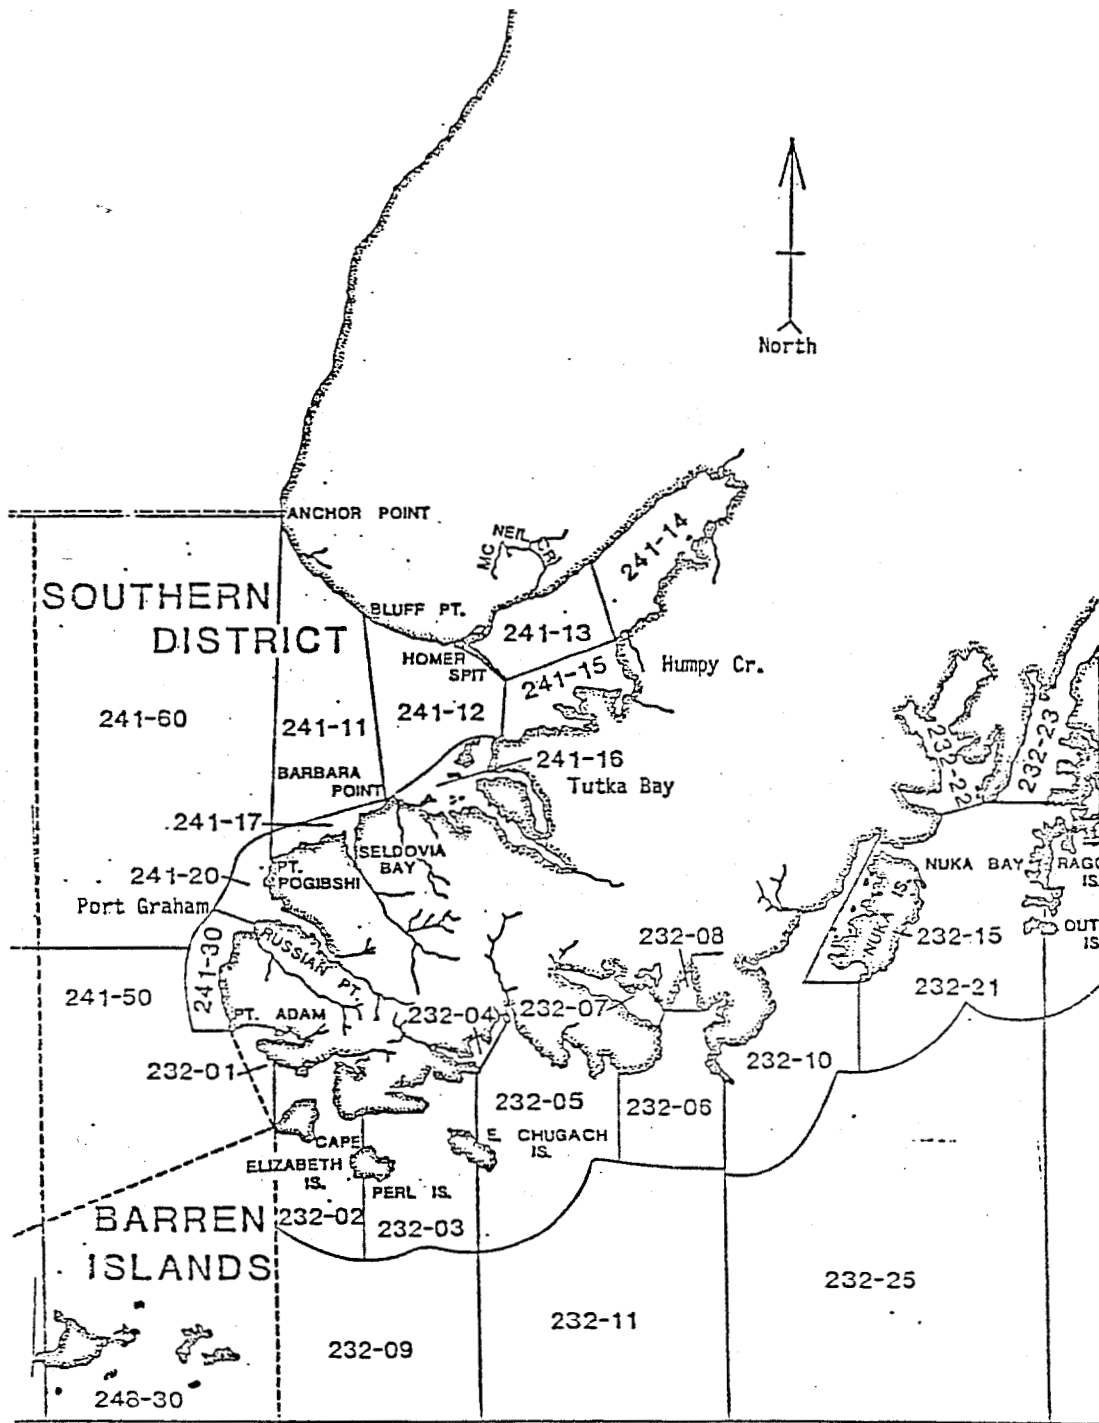 North
ANCHOR POINT
MC NEIL CR.
241-14
SOUTHERN
DISTRICT
BLUFF PT.
241-13
HOMER
SPIT
241-15
Humpy Cr.
241-60
241-11
241-12
232-22
232-23
BARBARA
POINT
241-16
Tutka Bay
241-17
SELDOVIA
BAY
NUKA BAY
RAGG
IS.
241-20
PT.
POGIBSHI
Port Graham
NUKA IS.
232-15
OUT
IS.
241-30
RUSSIAN PT.
232-08
241-50
232-21
PT. ADAM
232-04
232-07
232-01
232-10
232-05
232-06
CAPE
ELIZABETH
IS.
E. CHUGACH
IS.
PERL IS.
BARREN
ISLANDS
232-02
232-03
232-25
232-11
232-09
248-30